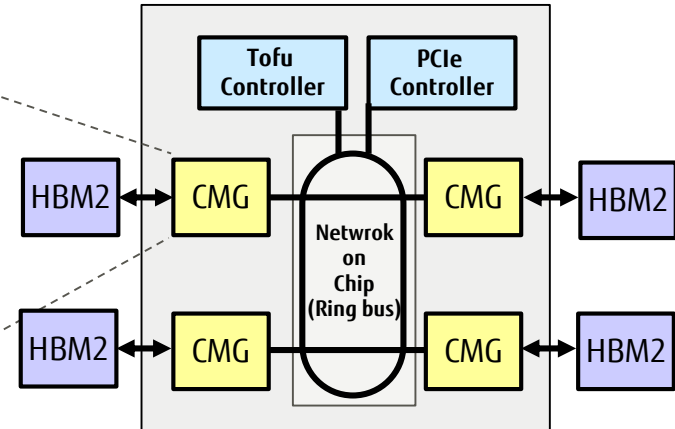 Tofu
Controller
PCIe
Controller
HBM2
CMG
CMG
HBM2
Netwrok
on
Chip
(Ring bus)
HBM2
CMG
CMG
HBM2